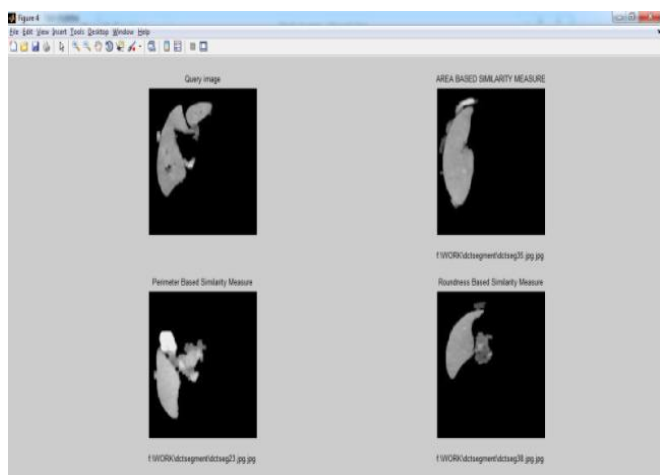 Figure 4
File Edit View Insert Tools Desktop Window Help
Query image
AREA BASED SIMILARITY MEASURE
f:\WORK\dctsegment\dctseg35.jpg.jpg
Perimeter Based Similarity Measure
Roundness Based Similarity Measure
f:\WORK\dctsegment\dctseg23.jpg.jpg
f:\WORK\dctsegment\dctseg38.jpg.jpg